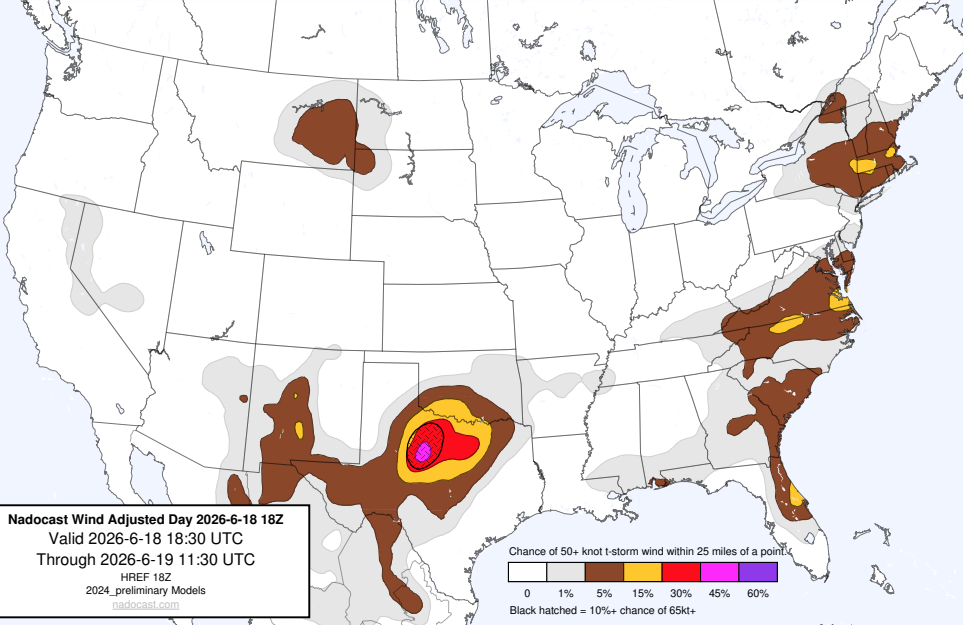 Nadocast Wind Adjusted Day 2026-6-18 18Z
Valid 2026-6-18 18:30 UTC
Through 2026-6-19 11:30 UTC
HREF 18Z
2024_preliminary Models
nadocast.com
Chance of 50+ knot t-storm wind within 25 miles of a point.
0 1% 5% 15% 30% 45% 60%
Black hatched = 10%+ chance of 65kt+